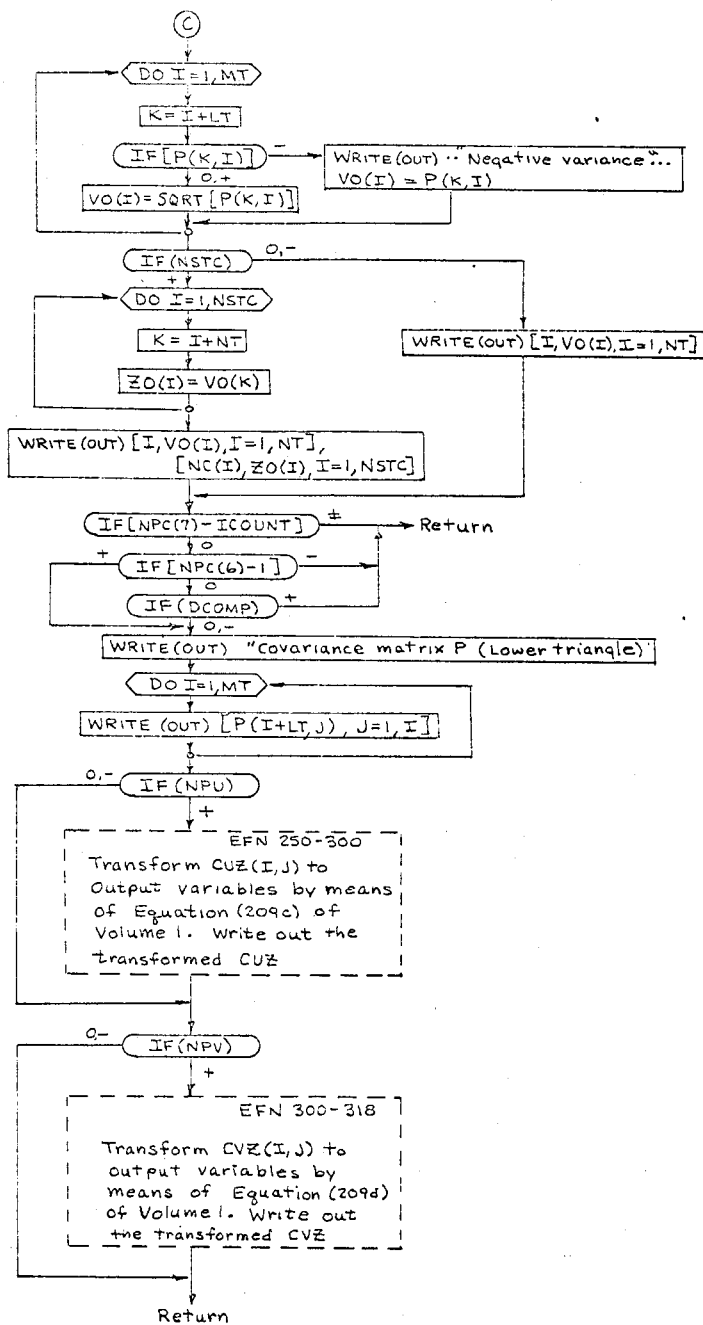 C
DO I=1,MT
K=I+LT
IF[P(K,I)]
-
WRITE(OUT) .. "Negative variance"...
VO(I) = P(K,I)
0,+
VO(I)=SQRT[P(K,I)]
IF(NSTC)
0,-
+
DO I=1,NSTC
K = I+NT
WRITE(OUT)[I,VO(I),I=1,NT]
ZO(I)=VO(K)
WRITE(OUT)[I,VO(I),I=1,NT],
[NC(I),ZO(I),I=1,NSTC]
IF[NPC(7)-ICOUNT]
±
Return
0
+
IF[NPC(6)-1]
-
0
IF(DCOMP)
+
0,-
WRITE(OUT) "Covariance matrix P (Lower triangle)"
DO I=1,MT
WRITE (OUT) [P(I+LT,J), J=1,I]
0,-
IF(NPU)
+
EFN 250-300
Transform CUZ(I,J) to
Output variables by means
of Equation (209c) of
Volume 1. Write out the
transformed CUZ
0,-
IF(NPV)
+
EFN 300-318
Transform CVZ(I,J) to
output variables by
means of Equation (209d)
of Volume 1. Write out
the transformed CVZ
Return